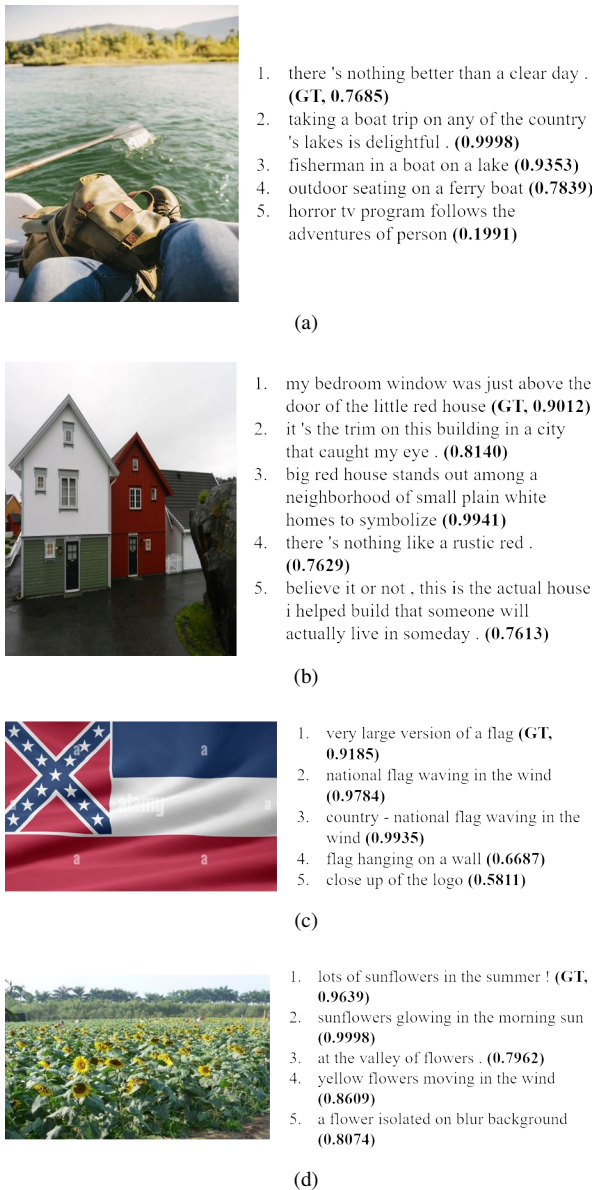 1. there 's nothing better than a clear day .
(GT, 0.7685)
2. taking a boat trip on any of the country
's lakes is delightful . (0.9998)
3. fisherman in a boat on a lake (0.9353)
4. outdoor seating on a ferry boat (0.7839)
5. horror tv program follows the
adventures of person (0.1991)
(a)
1. my bedroom window was just above the
door of the little red house (GT, 0.9012)
2. it 's the trim on this building in a city
that caught my eye . (0.8140)
3. big red house stands out among a
neighborhood of small plain white
homes to symbolize (0.9941)
4. there 's nothing like a rustic red .
(0.7629)
5. believe it or not , this is the actual house
i helped build that someone will
actually live in someday . (0.7613)
(b)
a a
alamy
a a
a a
1. very large version of a flag (GT,
0.9185)
2. national flag waving in the wind
(0.9784)
3. country - national flag waving in the
wind (0.9935)
4. flag hanging on a wall (0.6687)
5. close up of the logo (0.5811)
(c)
1. lots of sunflowers in the summer ! (GT,
0.9639)
2. sunflowers glowing in the morning sun
(0.9998)
3. at the valley of flowers . (0.7962)
4. yellow flowers moving in the wind
(0.8609)
5. a flower isolated on blur background
(0.8074)
(d)